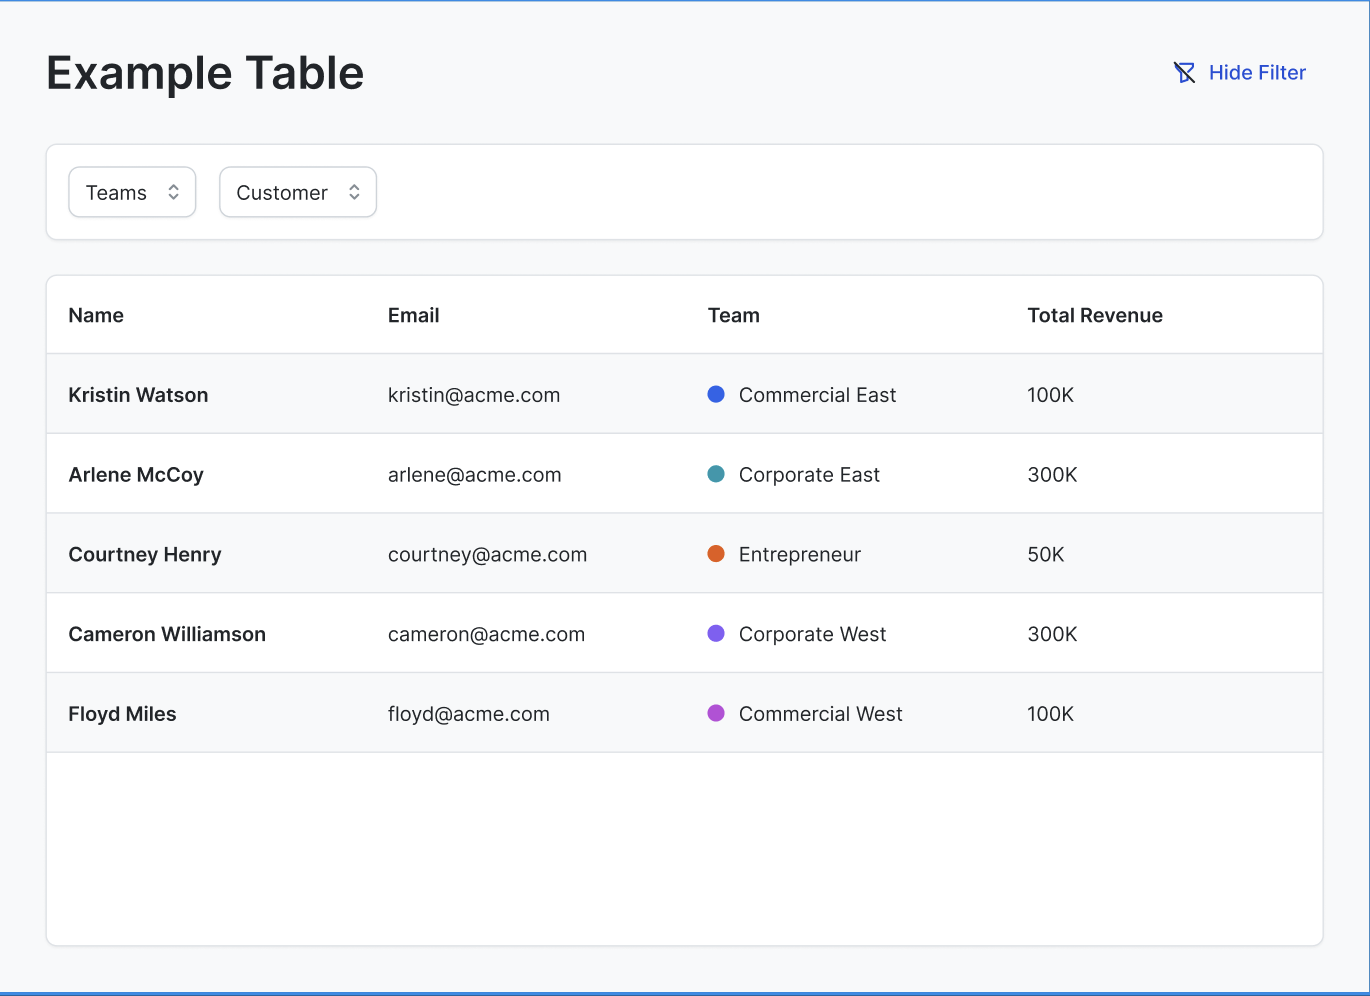 Example Table
Hide Filter
Teams
Customer
Name Email Team Total Revenue
Kristin Watson kristin@acme.com Commercial East 100K
Arlene McCoy arlene@acme.com Corporate East 300K
Courtney Henry courtney@acme.com Entrepreneur 50K
Cameron Williamson cameron@acme.com Corporate West 300K
Floyd Miles floyd@acme.com Commercial West 100K